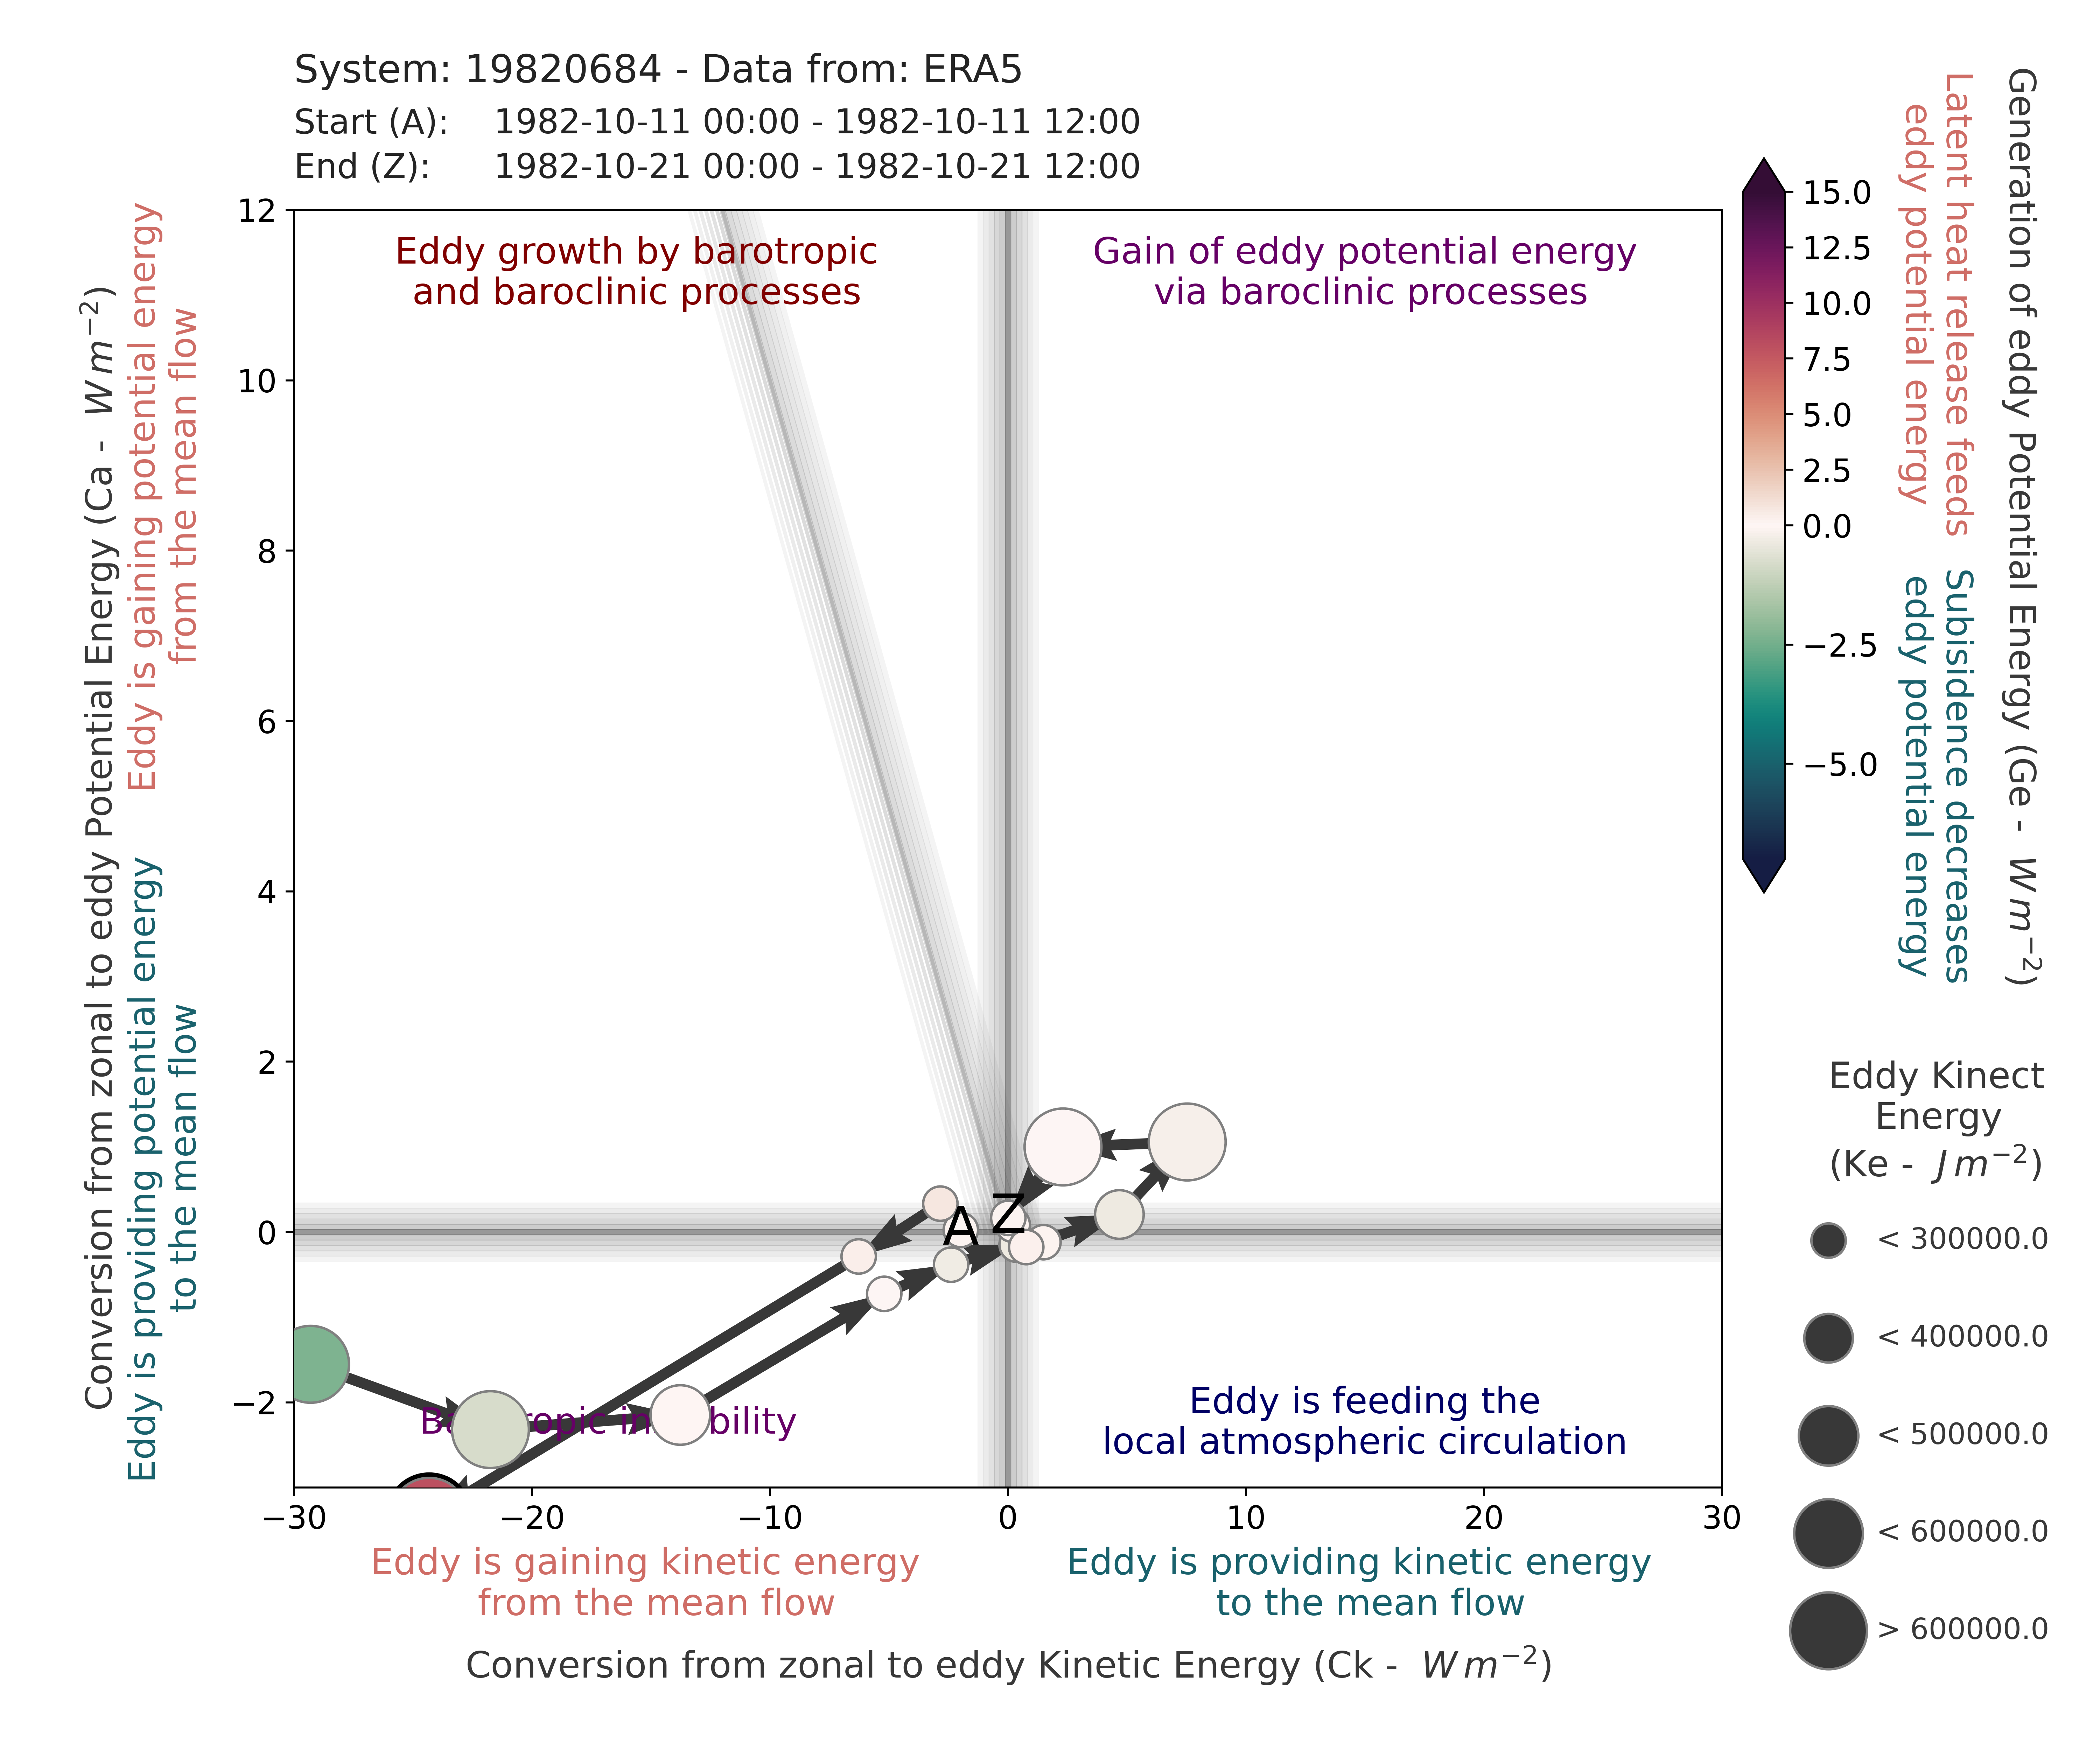 System: 19820684 - Data from: ERA5
Start (A): 1982-10-11 00:00 - 1982-10-11 12:00
End (Z): 1982-10-21 00:00 - 1982-10-21 12:00
Conversion from zonal to eddy Potential Energy (Ca - W m⁻²)
Eddy is gaining potential energy
from the mean flow
Eddy is providing potential energy
to the mean flow
12
10
8
6
4
2
0
−2
Eddy growth by barotropic
and baroclinic processes
Gain of eddy potential energy
via baroclinic processes
A
Z
Eddy is feeding the
local atmospheric circulation
−30
−20
−10
0
10
20
30
Eddy is gaining kinetic energy
from the mean flow
Eddy is providing kinetic energy
to the mean flow
Conversion from zonal to eddy Kinetic Energy (Ck - W m⁻²)
15.0
12.5
10.0
7.5
5.0
2.5
0.0
−2.5
−5.0
Latent heat release feeds
eddy potential energy
Subisidence decreases
eddy potential energy
Generation of eddy Potential Energy (Ge - W m⁻²)
Eddy Kinect
Energy
(Ke - J m⁻²)
< 300000.0
< 400000.0
< 500000.0
< 600000.0
> 600000.0